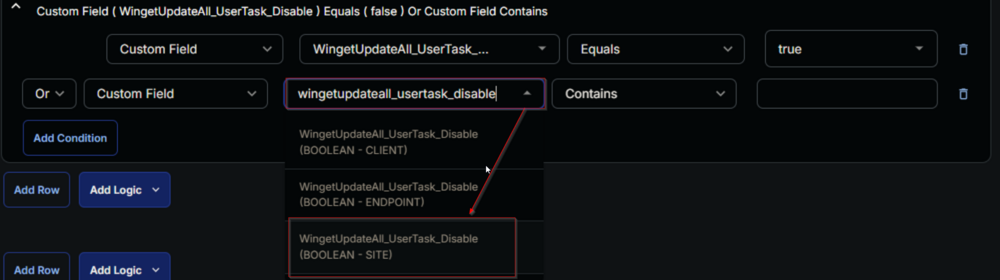 Custom Field ( WingetUpdateAll_UserTask_Disable ) Equals ( false ) Or Custom Field Contains
Custom Field WingetUpdateAll_UserTask_... Equals true
Or Custom Field wingetupdateall_usertask_disable Contains
WingetUpdateAll_UserTask_Disable
(BOOLEAN - CLIENT)
Add Condition
WingetUpdateAll_UserTask_Disable
(BOOLEAN - ENDPOINT)
Add Row Add Logic
WingetUpdateAll_UserTask_Disable
(BOOLEAN - SITE)
Add Row Add Logic